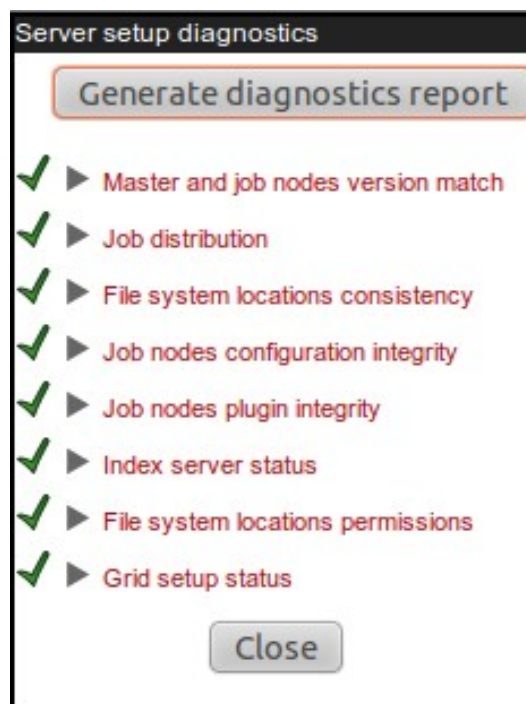 Server setup diagnostics
Generate diagnostics report
Master and job nodes version match
Job distribution
File system locations consistency
Job nodes configuration integrity
Job nodes plugin integrity
Index server status
File system locations permissions
Grid setup status
Close